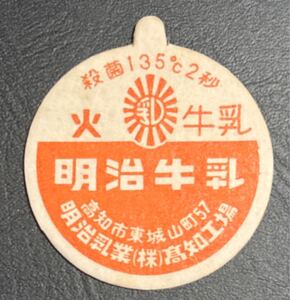 殺菌135℃2秒
乳
火 牛乳
明治牛乳
高知市東城山町57
明治乳業(株)高知工場